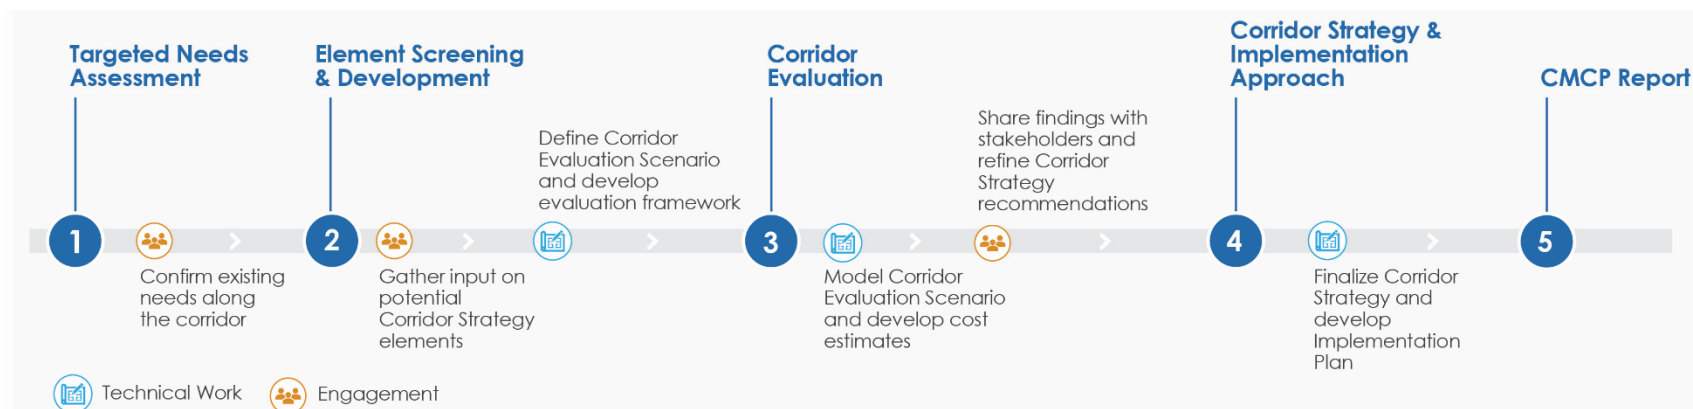 Targeted Needs
Assessment
1
Confirm existing
needs along
the corridor
Element Screening
& Development
2
Gather input on
potential
Corridor Strategy
elements
Define Corridor
Evaluation Scenario
and develop
evaluation framework
Corridor
Evaluation
3
Model Corridor
Evaluation Scenario
and develop cost
estimates
Share findings with
stakeholders and
refine Corridor
Strategy
recommendations
Corridor Strategy &
Implementation
Approach
4
Finalize Corridor
Strategy and
develop
Implementation
Plan
CMCP Report
5
Technical Work
Engagement